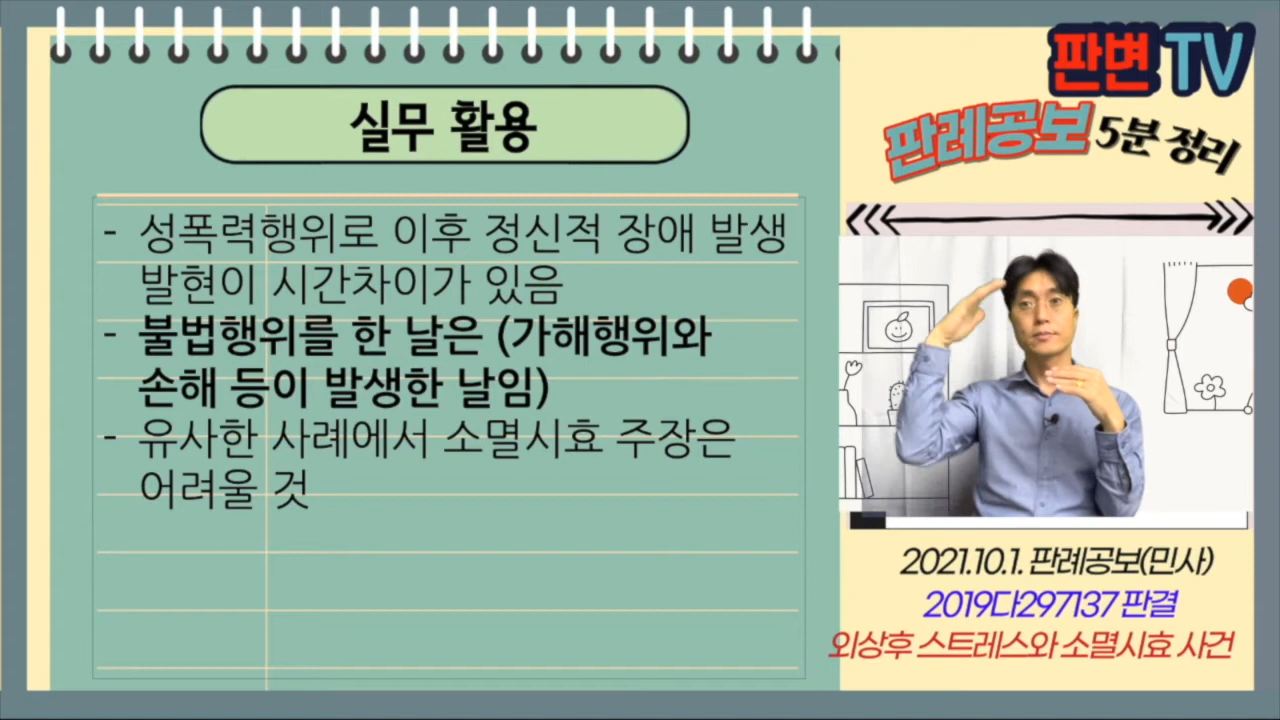 실무 활용
- 성폭력행위로 이후 정신적 장애 발생
발현이 시간차이가 있음
- 불법행위를 한 날은 (가해행위와
손해 등이 발생한 날임)
- 유사한 사례에서 소멸시효 주장은
어려울 것
판변 TV
판례공보 5분 정리
2021.10.1. 판례공보(민사)
2019다297137 판결
외상후 스트레스와 소멸시효 사건